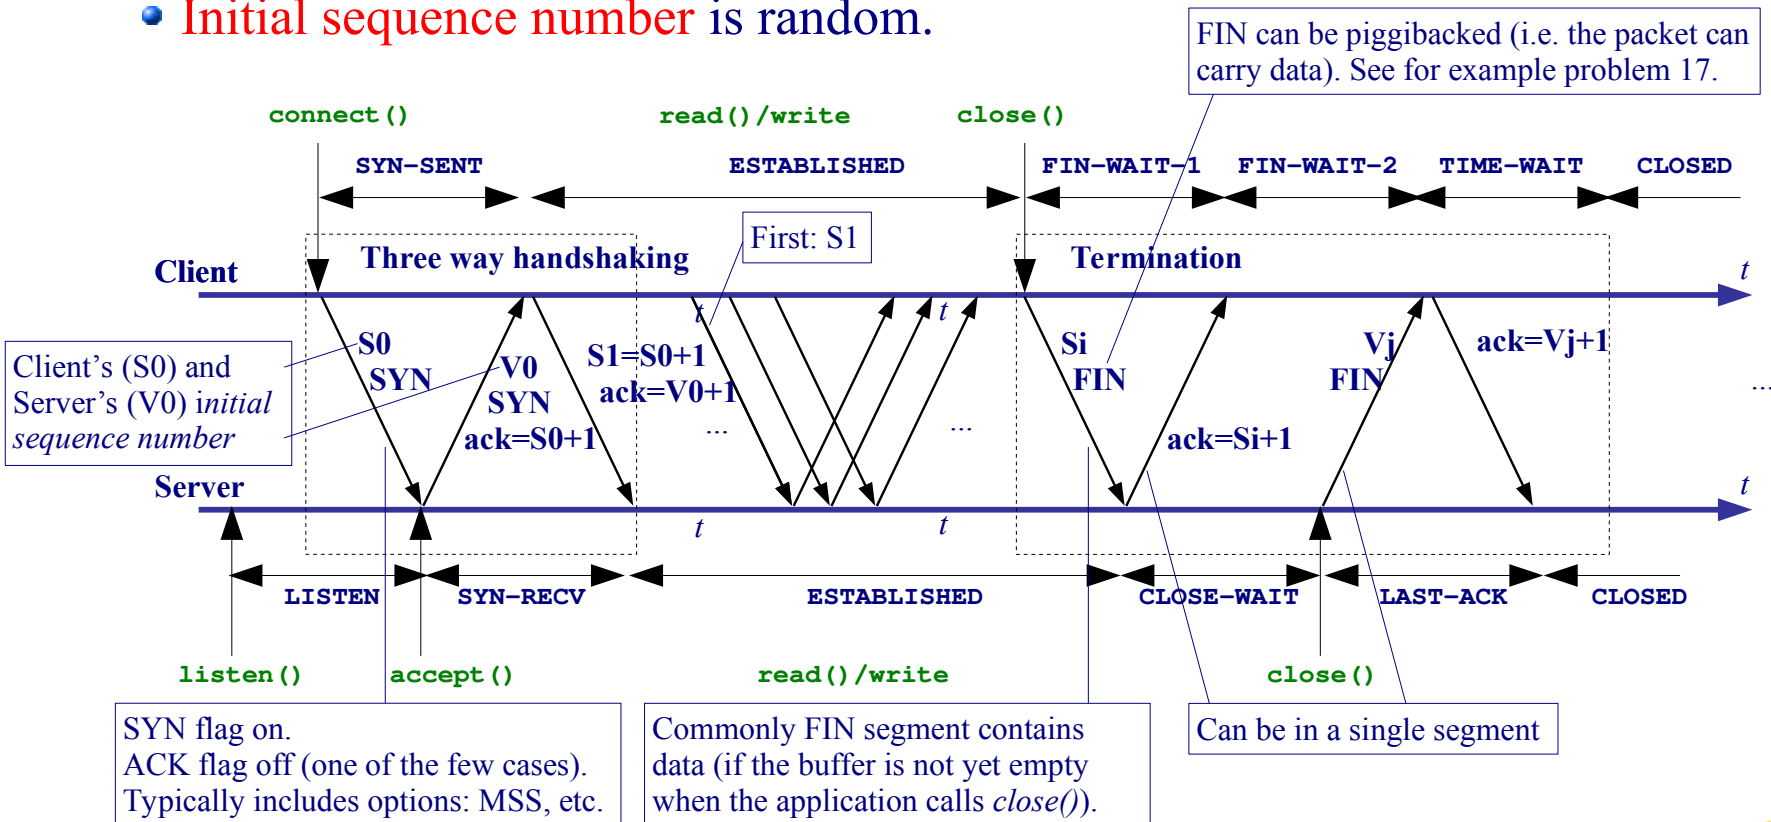 Initial sequence number is random.
FIN can be piggibacked (i.e. the packet can
carry data). See for example problem 17.
connect()
read()/write
close()
SYN-SENT
ESTABLISHED
FIN-WAIT-1
FIN-WAIT-2
TIME-WAIT
CLOSED
First: S1
Three way handshaking
Termination
Client
t
t
t
S0
SYN
V0
SYN
ack=S0+1
S1=S0+1
ack=V0+1
...
...
Si
FIN
ack=Si+1
Vj
FIN
ack=Vj+1
...
Client's (S0) and
Server's (V0) initial
sequence number
Server
t
t
t
LISTEN
SYN-RECV
ESTABLISHED
CLOSE-WAIT
LAST-ACK
CLOSED
listen()
accept()
read()/write
close()
SYN flag on.
ACK flag off (one of the few cases).
Typically includes options: MSS, etc.
Commonly FIN segment contains
data (if the buffer is not yet empty
when the application calls close()).
Can be in a single segment